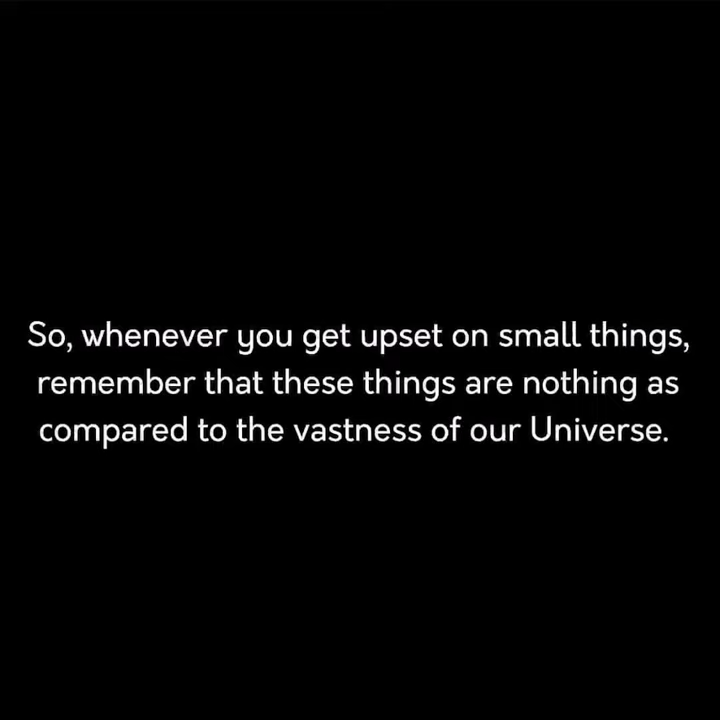 So, whenever you get upset on small things,
remember that these things are nothing as
compared to the vastness of our Universe.